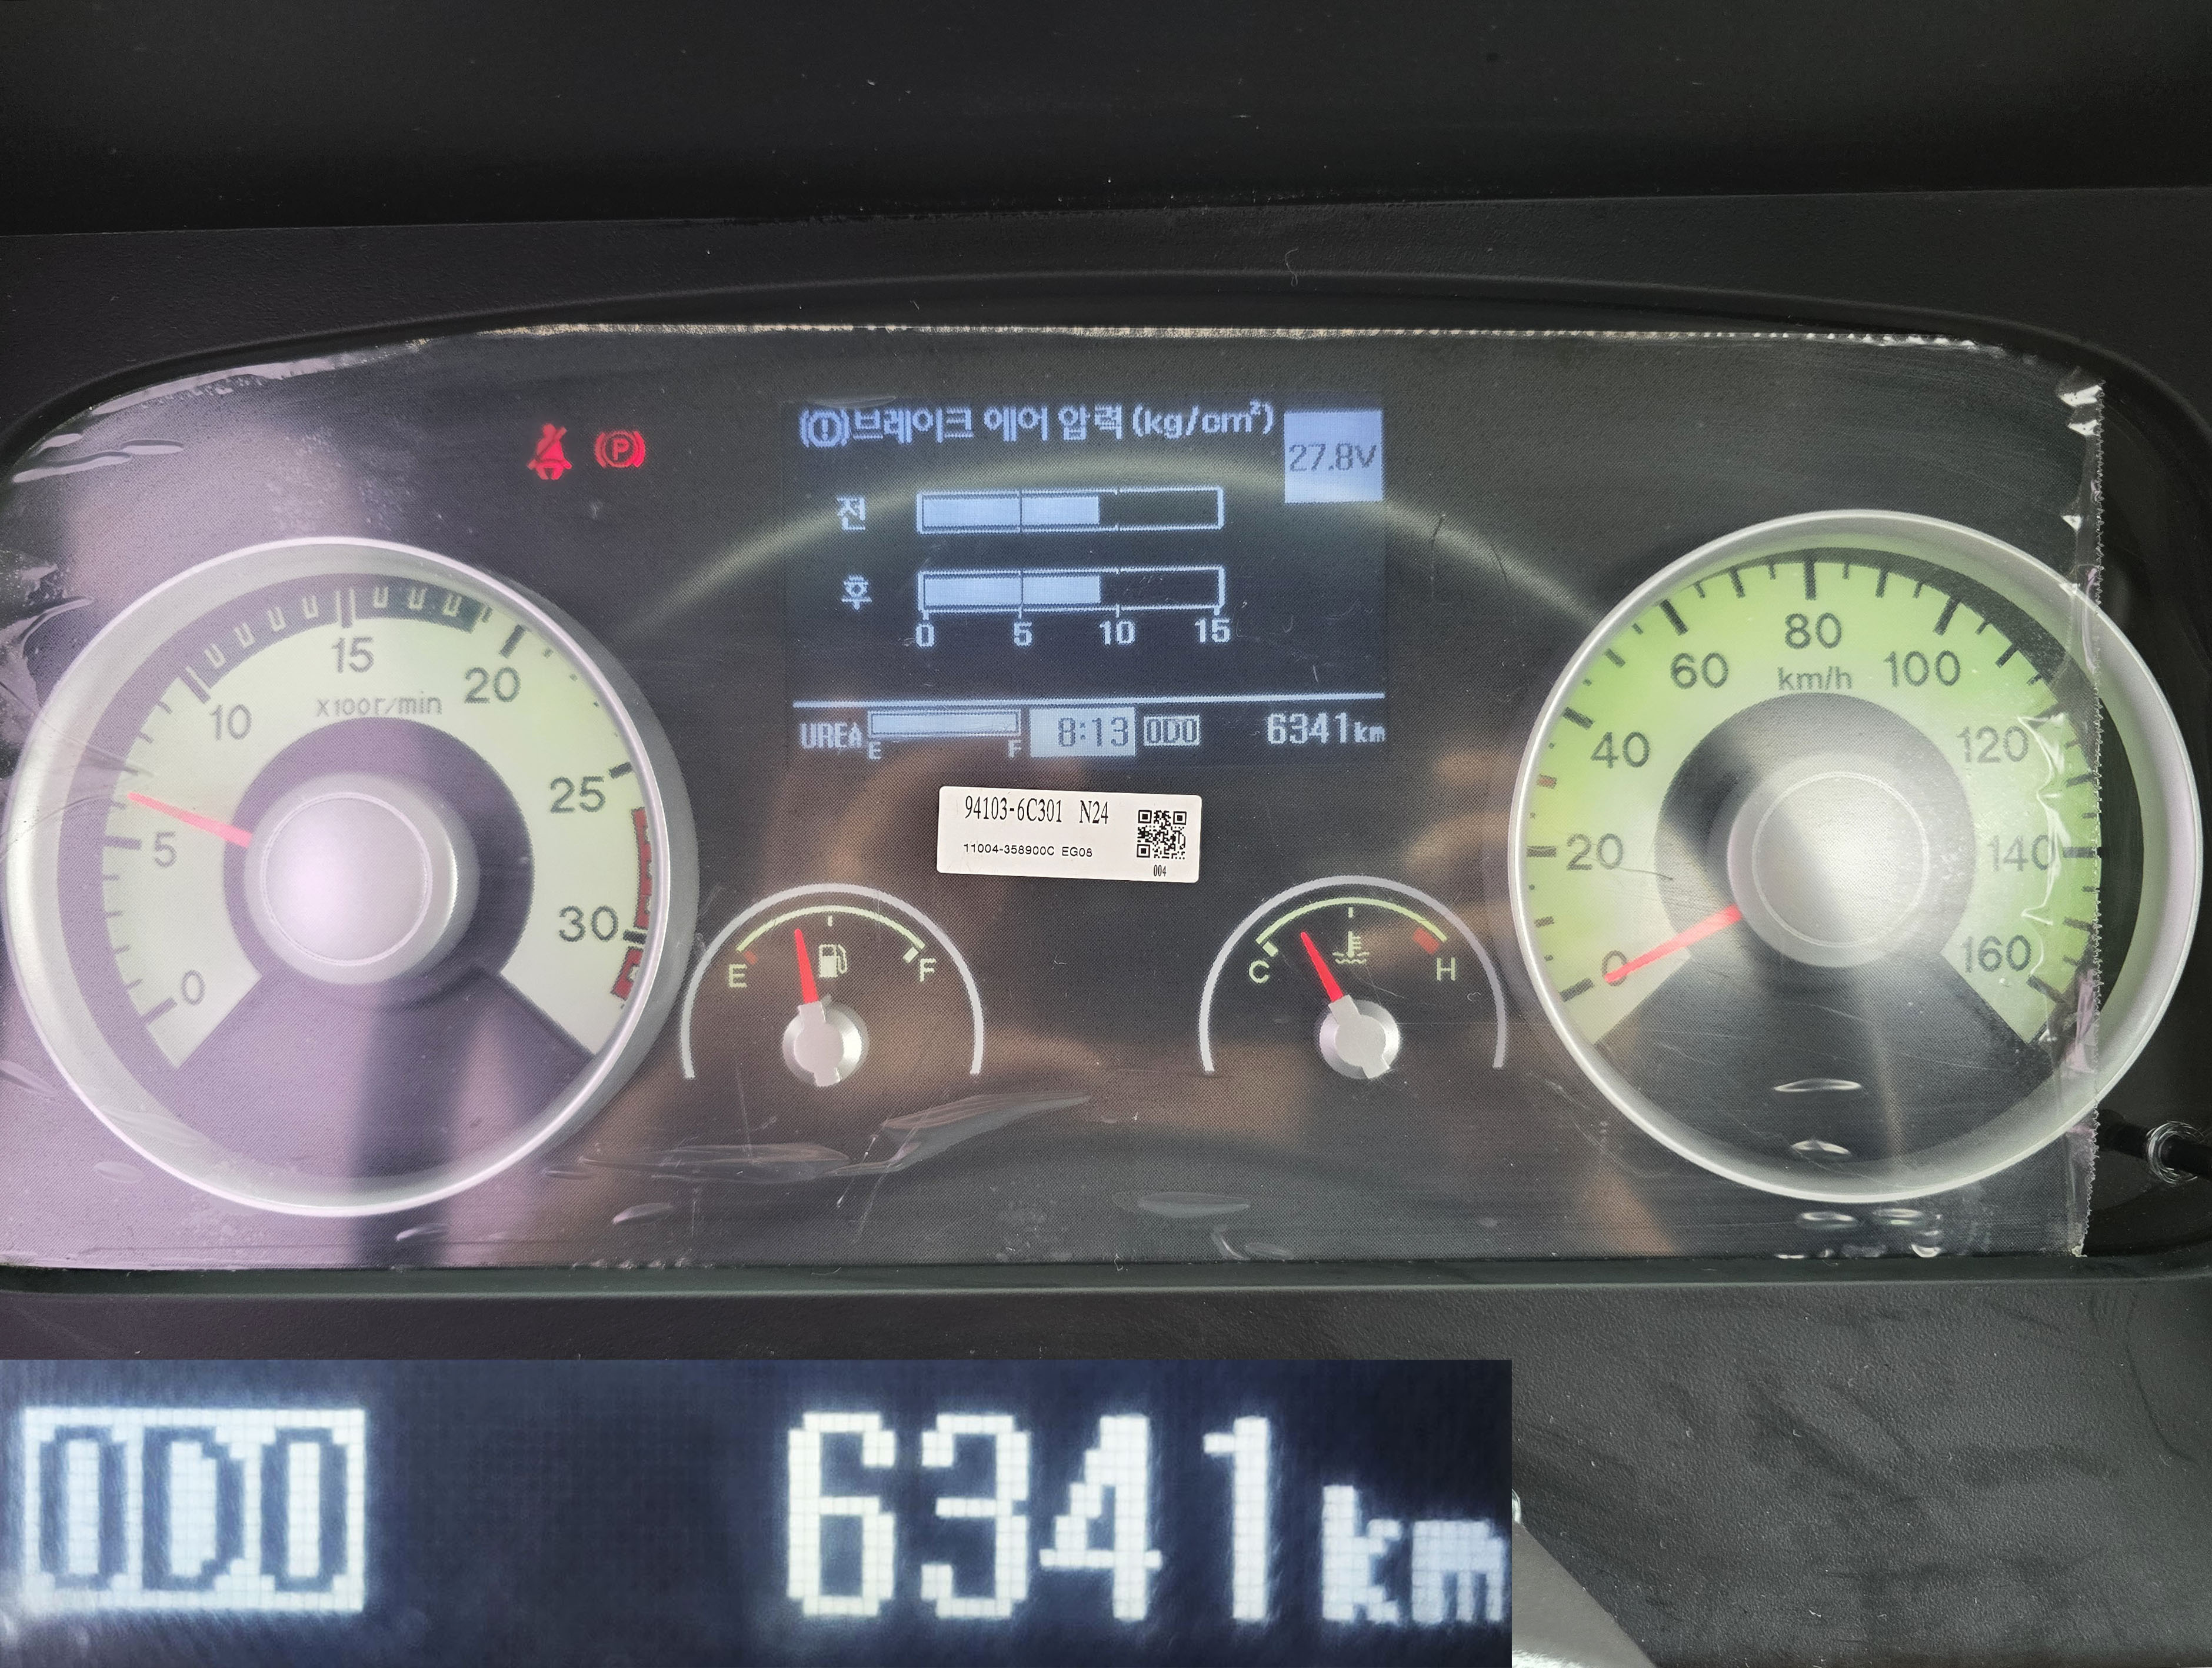 브레이크 에어 압력 (kg/cm²)
27.8V
전
후
0 5 10 15
UREA E F 8:13 ODO 6341km
0 5 10 15 20 25 30
X100r/min
94103-6C301 N24
11004-358900C EG08
004
E F
C H
0 20 40 60 80 100 120 140 160
km/h
P
ODO 6341km